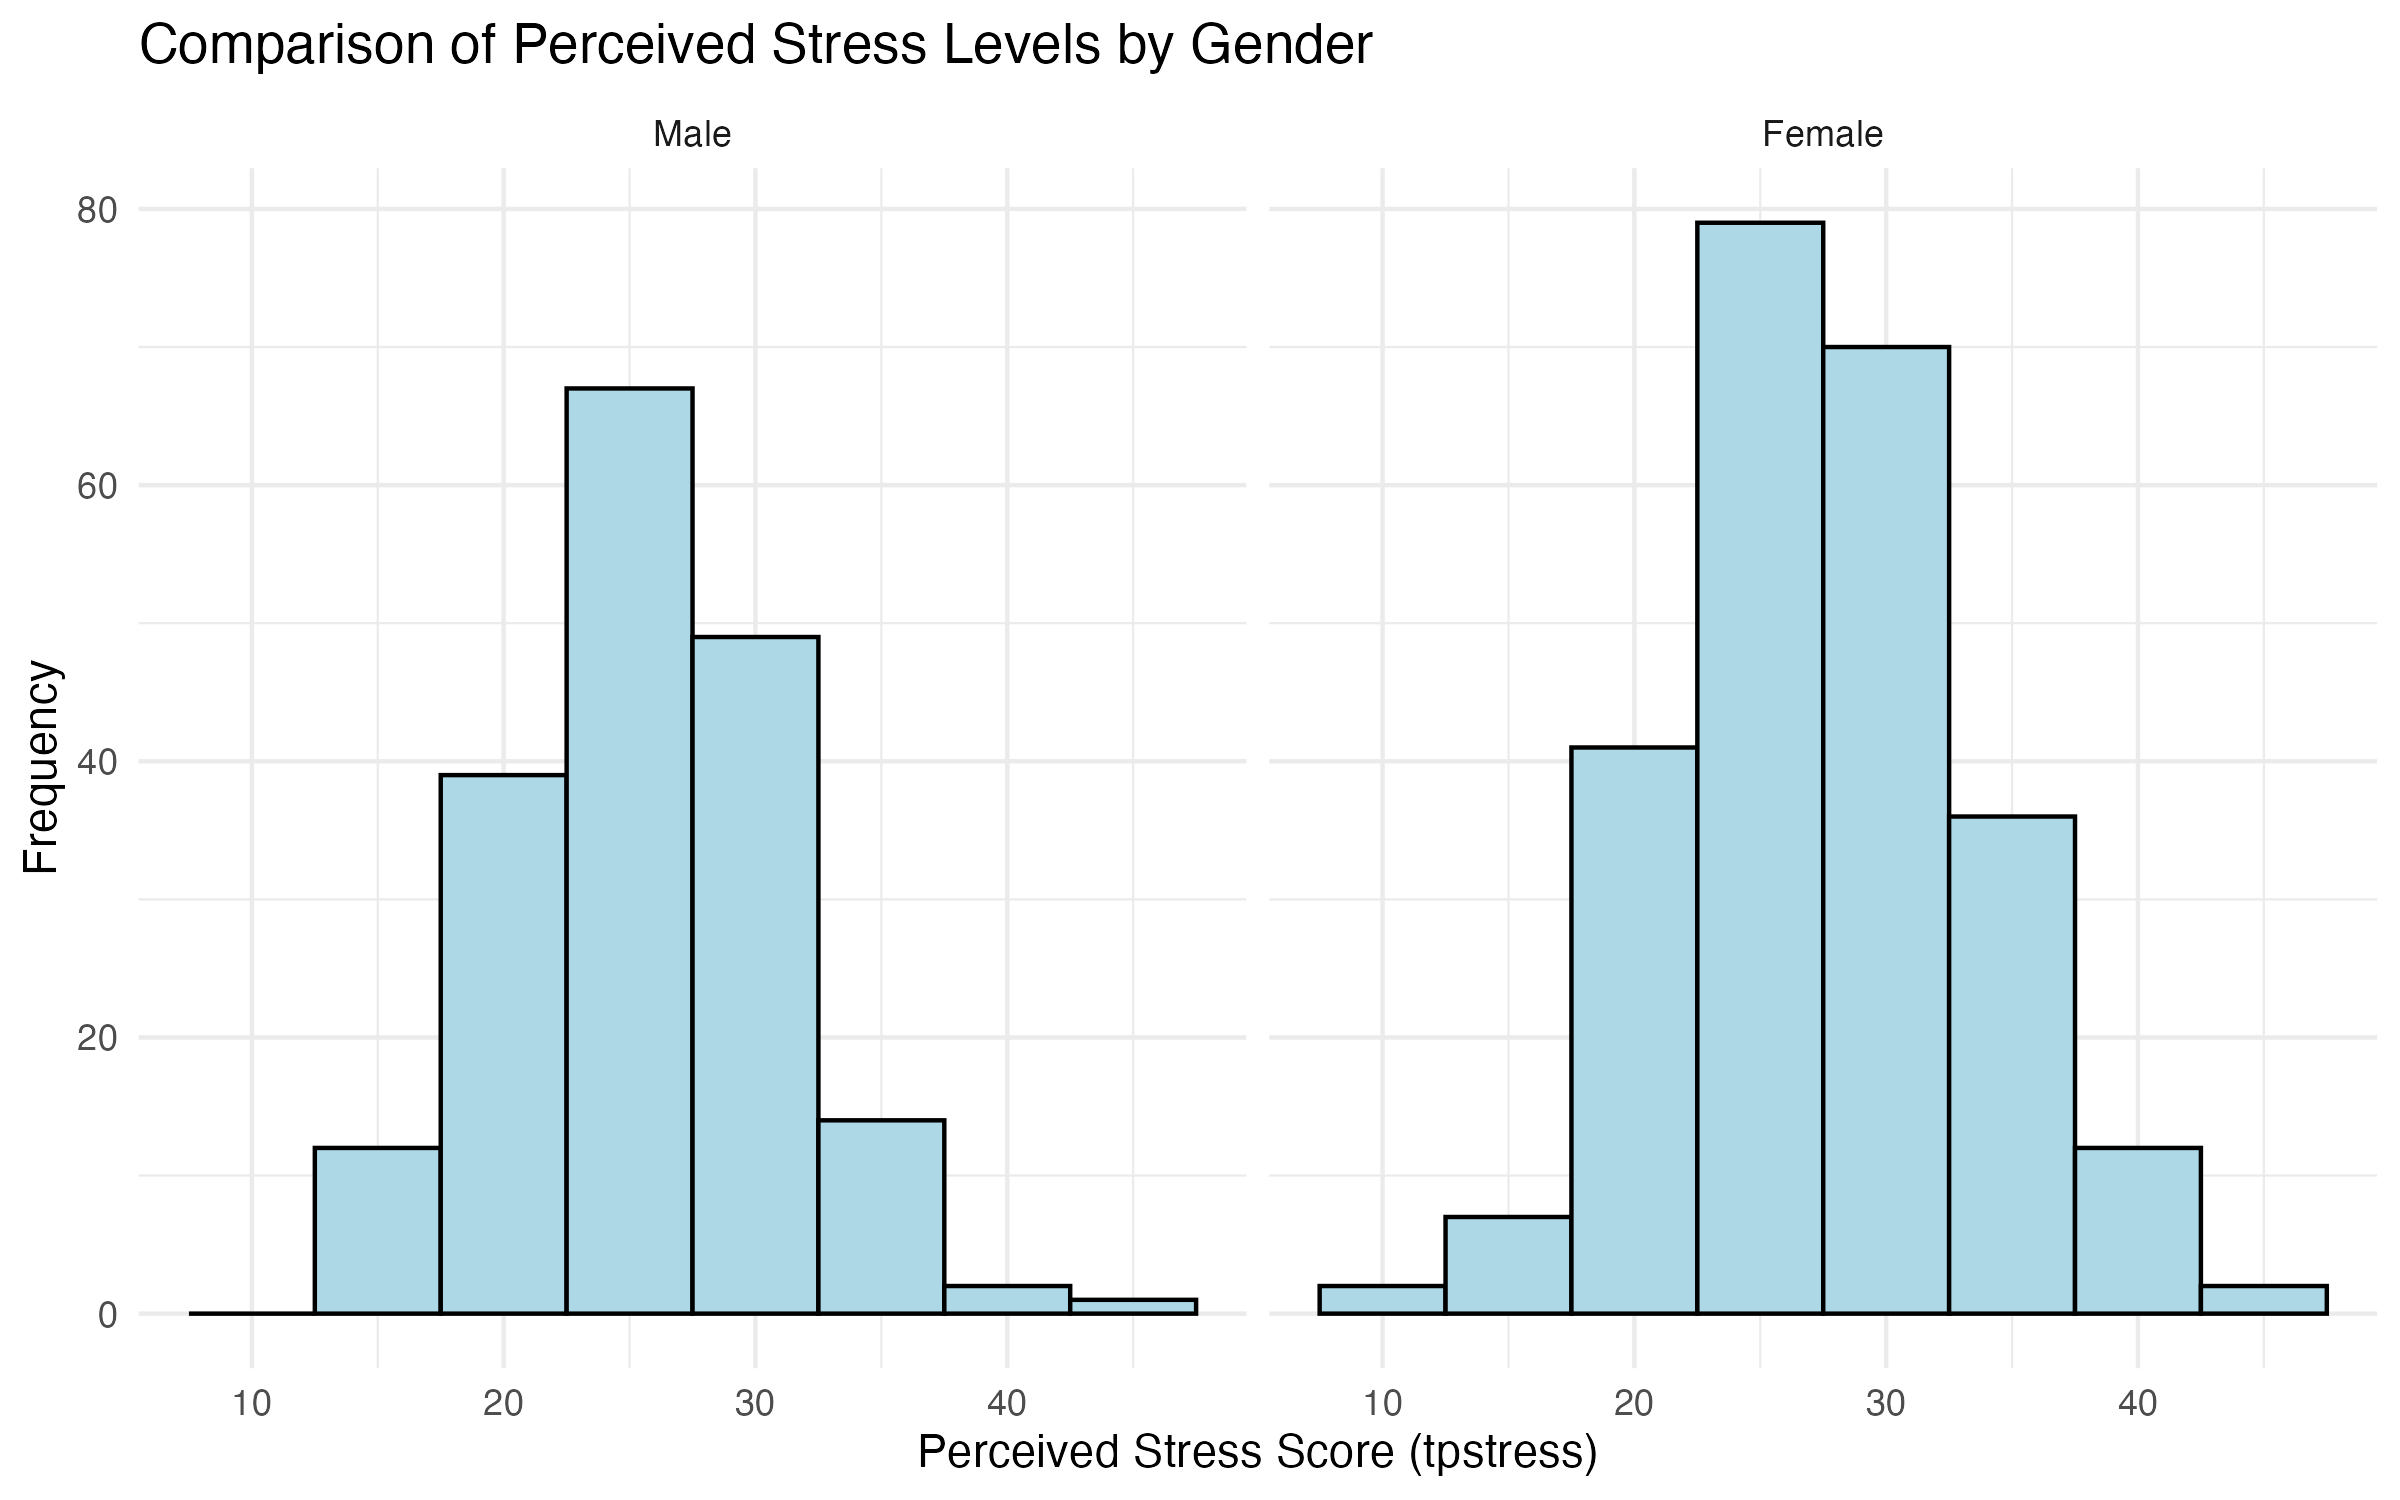 Comparison of Perceived Stress Levels by Gender
Male
Female
Frequency
80
60
40
20
0
10 20 30 40
10 20 30 40
Perceived Stress Score (tpstress)